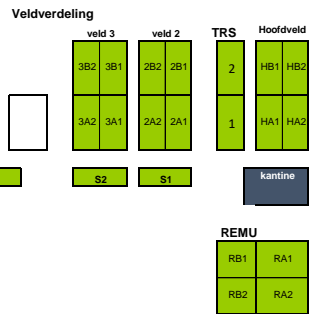 Veldverdeling
veld 3 veld 2 TRS Hoofdveld
3B2 3B1 2B2 2B1 2 HB1 HB2
3A2 3A1 2A2 2A1 1 HA1 HA2
S2 S1 kantine
REMU
RB1 RA1
RB2 RA2